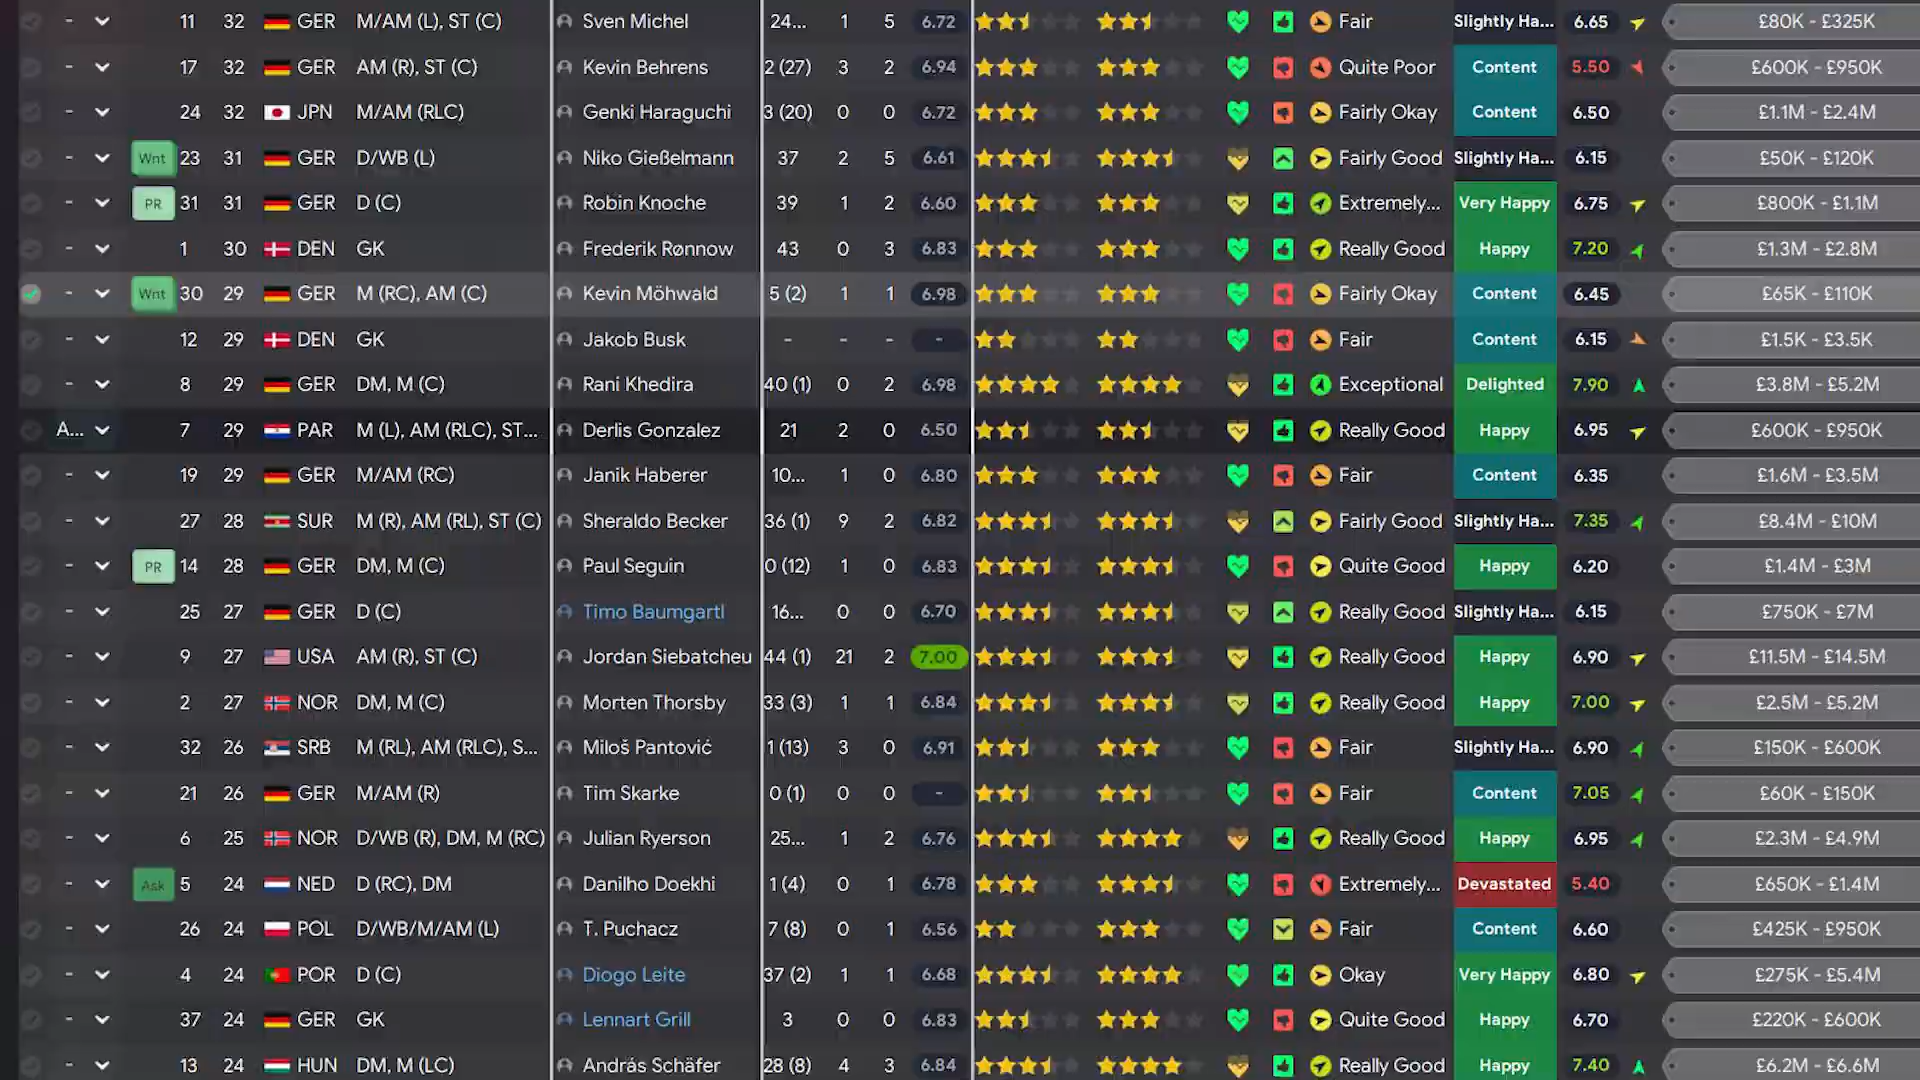 11 32 GER M/AM (L), ST (C) Sven Michel 24... 1 5 6.72 Fair Slightly Ha... 6.65 £80K - £325K
- 17 32 GER AM (R), ST (C) Kevin Behrens 2 (27) 3 2 6.94 Quite Poor Content 5.50 £600K - £950K
- 24 32 JPN M/AM (RLC) Genki Haraguchi 3 (20) 0 0 6.72 Fairly Okay Content 6.50 £1.1M - £2.4M
- Wnt 23 31 GER D/WB (L) Niko Gießelmann 37 2 5 6.61 Fairly Good Slightly Ha... 6.15 £50K - £120K
- PR 31 31 GER D (C) Robin Knoche 39 1 2 6.60 Extremely... Very Happy 6.75 £800K - £1.1M
- 1 30 DEN GK Frederik Rønnow 43 0 3 6.83 Really Good Happy 7.20 £1.3M - £2.8M
- Wnt 30 29 GER M (RC), AM (C) Kevin Möhwald 5 (2) 1 1 6.98 Fairly Okay Content 6.45 £65K - £110K
- 12 29 DEN GK Jakob Busk - - - - Fair Content 6.15 £1.5K - £3.5K
- 8 29 GER DM, M (C) Rani Khedira 40 (1) 0 2 6.98 Exceptional Delighted 7.90 £3.8M - £5.2M
A... 7 29 PAR M (L), AM (RLC), ST... Derlis Gonzalez 21 2 0 6.50 Really Good Happy 6.95 £600K - £950K
- 19 29 GER M/AM (RC) Janik Haberer 10... 1 0 6.80 Fair Content 6.35 £1.6M - £3.5M
- 27 28 SUR M (R), AM (RL), ST (C) Sheraldo Becker 36 (1) 9 2 6.82 Fairly Good Slightly Ha... 7.35 £8.4M - £10M
- PR 14 28 GER DM, M (C) Paul Seguin 0 (12) 1 0 6.83 Quite Good Happy 6.20 £1.4M - £3M
- 25 27 GER D (C) Timo Baumgartl 16... 0 0 6.70 Really Good Slightly Ha... 6.15 £750K - £7M
- 9 27 USA AM (R), ST (C) Jordan Siebatcheu 44 (1) 21 2 7.00 Really Good Happy 6.90 £11.5M - £14.5M
- 2 27 NOR DM, M (C) Morten Thorsby 33 (3) 1 1 6.84 Really Good Happy 7.00 £2.5M - £5.2M
- 32 26 SRB M (RL), AM (RLC), S... Miloš Pantović 1 (13) 3 0 6.91 Fair Slightly Ha... 6.90 £150K - £600K
- 21 26 GER M/AM (R) Tim Skarke 0 (1) 0 0 - Fair Content 7.05 £60K - £150K
- 6 25 NOR D/WB (R), DM, M (RC) Julian Ryerson 25... 1 2 6.76 Really Good Happy 6.95 £2.3M - £4.9M
- Ask 5 24 NED D (RC), DM Danilho Doekhi 1 (4) 0 1 6.78 Extremely... Devastated 5.40 £650K - £1.4M
- 26 24 POL D/WB/M/AM (L) T. Puchacz 7 (8) 0 1 6.56 Fair Content 6.60 £425K - £950K
- 4 24 POR D (C) Diogo Leite 37 (2) 1 1 6.68 Okay Very Happy 6.80 £275K - £5.4M
- 37 24 GER GK Lennart Grill 3 0 0 6.83 Quite Good Happy 6.70 £220K - £600K
- 13 24 HUN DM, M (LC) András Schäfer 28 (8) 4 3 6.84 Really Good Happy 7.40 £6.2M - £6.6M